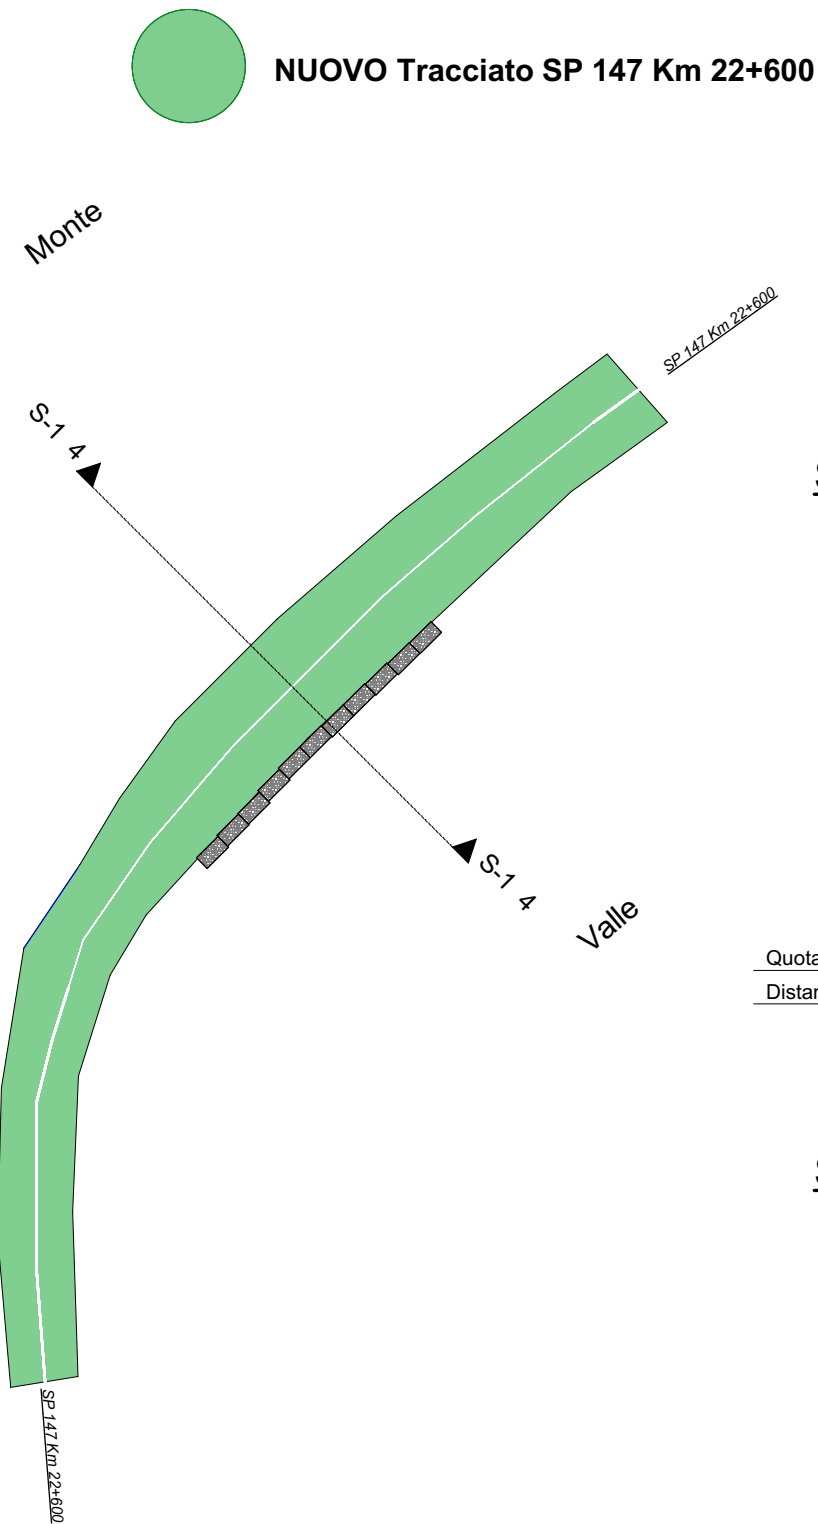 NUOVO Tracciato SP 147 Km 22+600
Monte
SP 147 Km 22+600
S-1 4
S-1 4
Valle
SP 147 Km 22+600